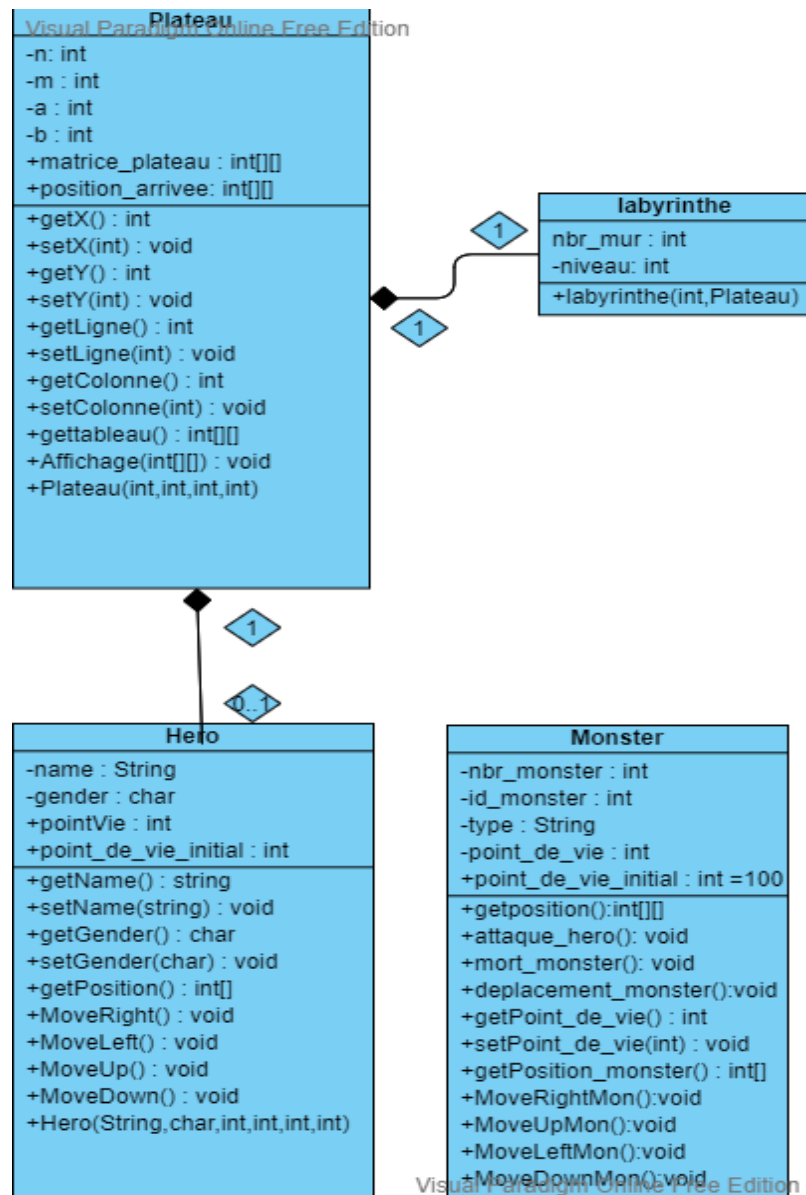 Plateau
Visual Paradigm Online Free Edition
-n: int
-m : int
-a : int
-b : int
+matrice_plateau : int[][]
+position_arrivee: int[][]
+getX() : int
+setX(int) : void
+getY() : int
+setY(int) : void
+getLigne() : int
+setLigne(int) : void
+getColonne() : int
+setColonne(int) : void
+gettableau() : int[][]
+Affichage(int[][]) : void
+Plateau(int,int,int,int)
1
1
labyrinthe
nbr_mur : int
-niveau: int
+labyrinthe(int,Plateau)
1
0..1
Hero
-name : String
-gender : char
+pointVie : int
+point_de_vie_initial : int
+getName() : string
+setName(string) : void
+getGender() : char
+setGender(char) : void
+getPosition() : int[]
+MoveRight() : void
+MoveLeft() : void
+MoveUp() : void
+MoveDown() : void
+Hero(String,char,int,int,int,int)
Monster
-nbr_monster : int
-id_monster : int
-type : String
-point_de_vie : int
+point_de_vie_initial : int =100
+getposition():int[][]
+attaque_hero(): void
+mort_monster(): void
+deplacement_monster():void
+getPoint_de_vie() : int
+setPoint_de_vie(int) : void
+getPosition_monster() : int[]
+MoveRightMon():void
+MoveUpMon():void
+MoveLeftMon():void
+MoveDownMon():void
Visual Paradigm Online Free Edition